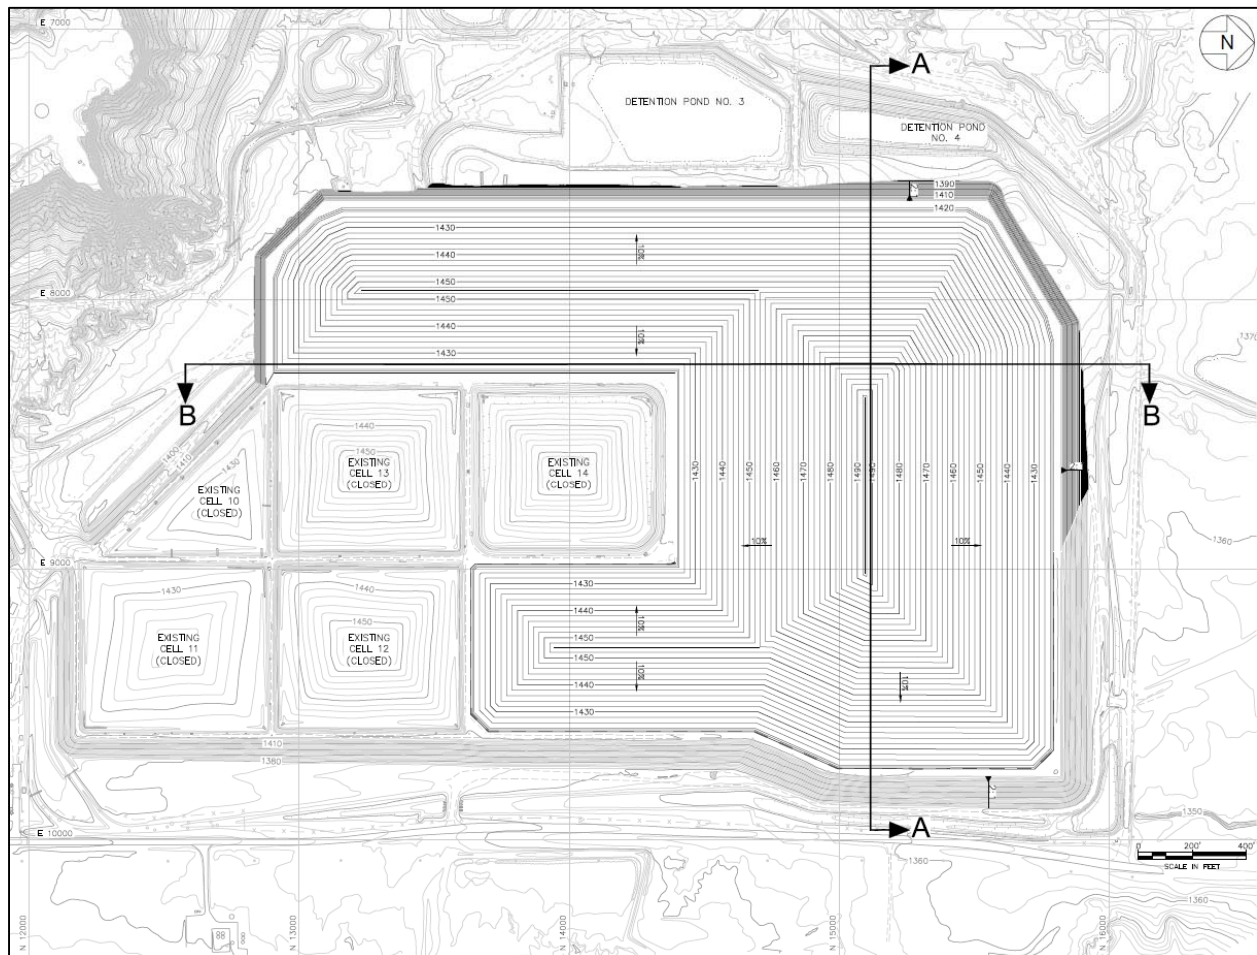 E 7000
N
A
DETENTION POND NO. 3
DETENTION POND
NO. 4
1390
1410
1420
1430
10%
1440
1450
E 8000
1450
1460
1440
10%
1430
1370
B
B
1400
1410
1430
1440
1450
EXISTING
CELL 13
(CLOSED)
EXISTING
CELL 14
(CLOSED)
EXISTING
CELL 10
(CLOSED)
1430
1440
1450
1460
1470
1480
1490
1490
1480
1470
1460
1450
1440
1430
10%
10%
1360
E 9000
1430
1440
1430
1440
10%
1450
1450
EXISTING
CELL 11
(CLOSED)
EXISTING
CELL 12
(CLOSED)
1450
1440
10%
10%
1430
1410
1380
A
E 10000
1350
0
200'
400'
SCALE IN FEET
1360
1360
N 12000
N 13000
N 14000
N 15000
N 16000